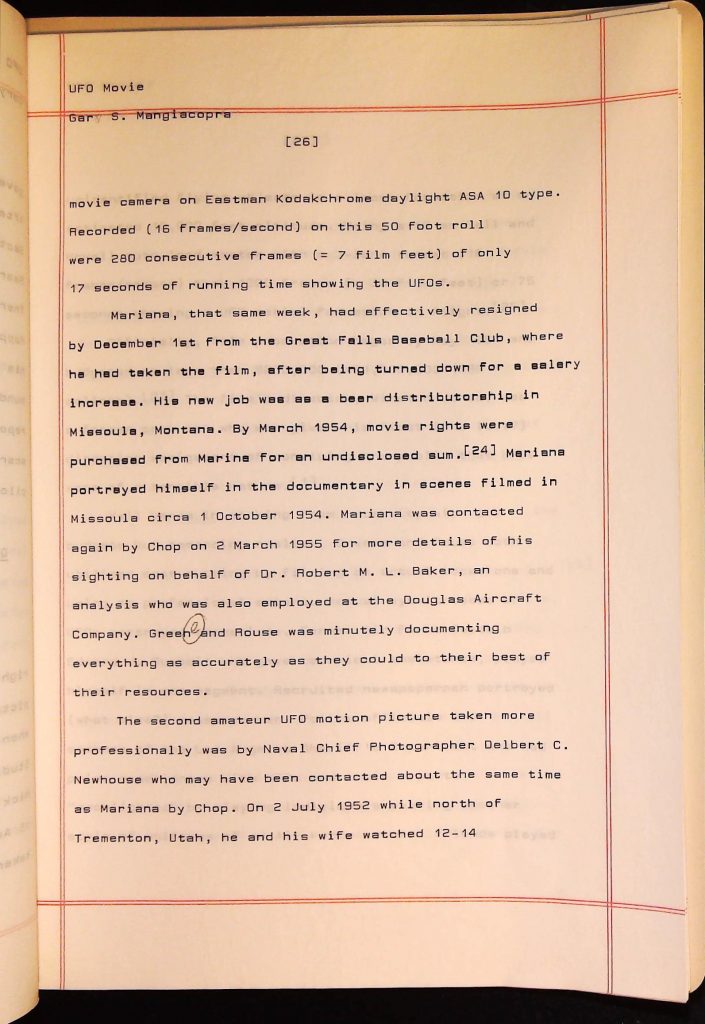 UFO Movie
Gary S. Mangiacopra
[26]
movie camera on Eastman Kodakchrome daylight ASA 10 type.
Recorded (16 frames/second) on this 50 foot roll
were 280 consecutive frames (= 7 film feet) of only
17 seconds of running time showing the UFOs.
Mariana, that same week, had effectively resigned
by December 1st from the Great Falls Baseball Club, where
he had taken the film, after being turned down for a salary
increase. His new job was as a beer distributorship in
Missoula, Montana. By March 1954, movie rights were
purchased from Marina for an undisclosed sum.[24] Mariana
portrayed himself in the documentary in scenes filmed in
Missoula circa 1 October 1954. Mariana was contacted
again by Chop on 2 March 1955 for more details of his
sighting on behalf of Dr. Robert M. L. Baker, an
analysis who was also employed at the Douglas Aircraft
Company. Greene and Rouse was minutely documenting
everything as accurately as they could to their best of
their resources.
The second amateur UFO motion picture taken more
professionally was by Naval Chief Photographer Delbert C.
Newhouse who may have been contacted about the same time
as Mariana by Chop. On 2 July 1952 while north of
Trementon, Utah, he and his wife watched 12-14